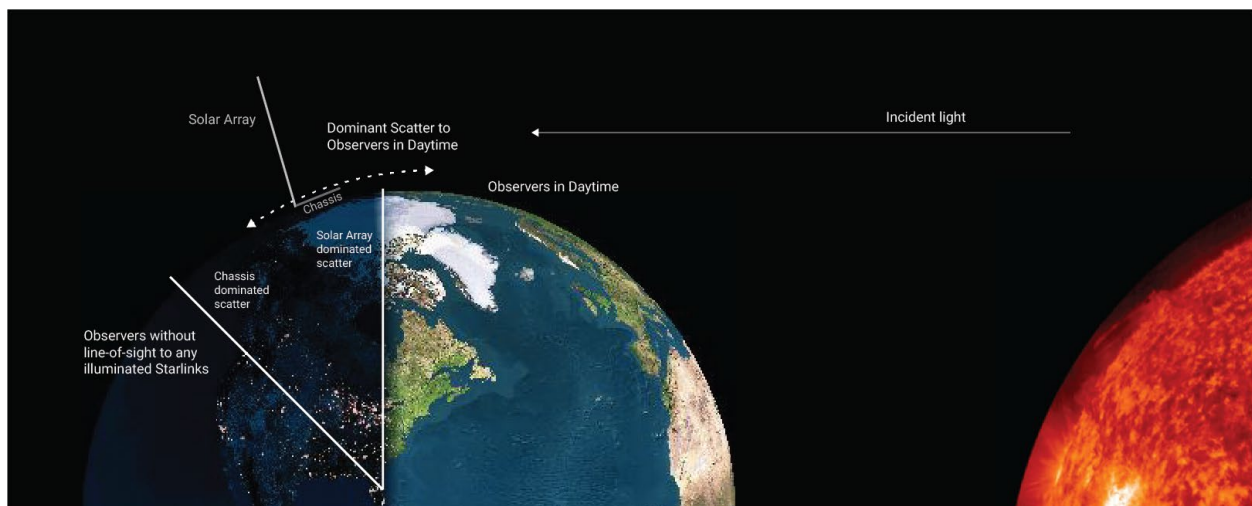 Solar Array
Dominant Scatter to
Observers in Daytime
Incident light
Chassis
Observers in Daytime
Solar Array
dominated
scatter
Chassis
dominated
scatter
Observers without
line-of-sight to any
illuminated Starlinks